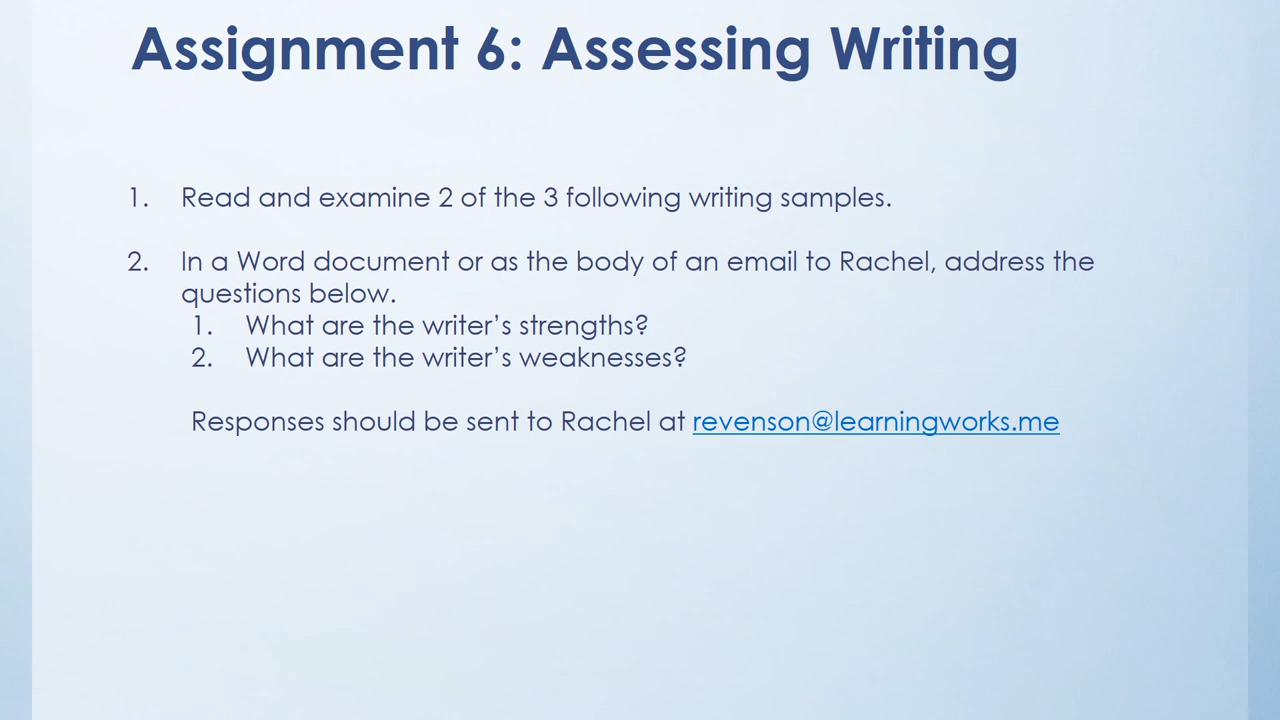 Assignment 6: Assessing Writing
1. Read and examine 2 of the 3 following writing samples.
2. In a Word document or as the body of an email to Rachel, address the
questions below.
1. What are the writer’s strengths?
2. What are the writer’s weaknesses?
Responses should be sent to Rachel at revenson@learningworks.me